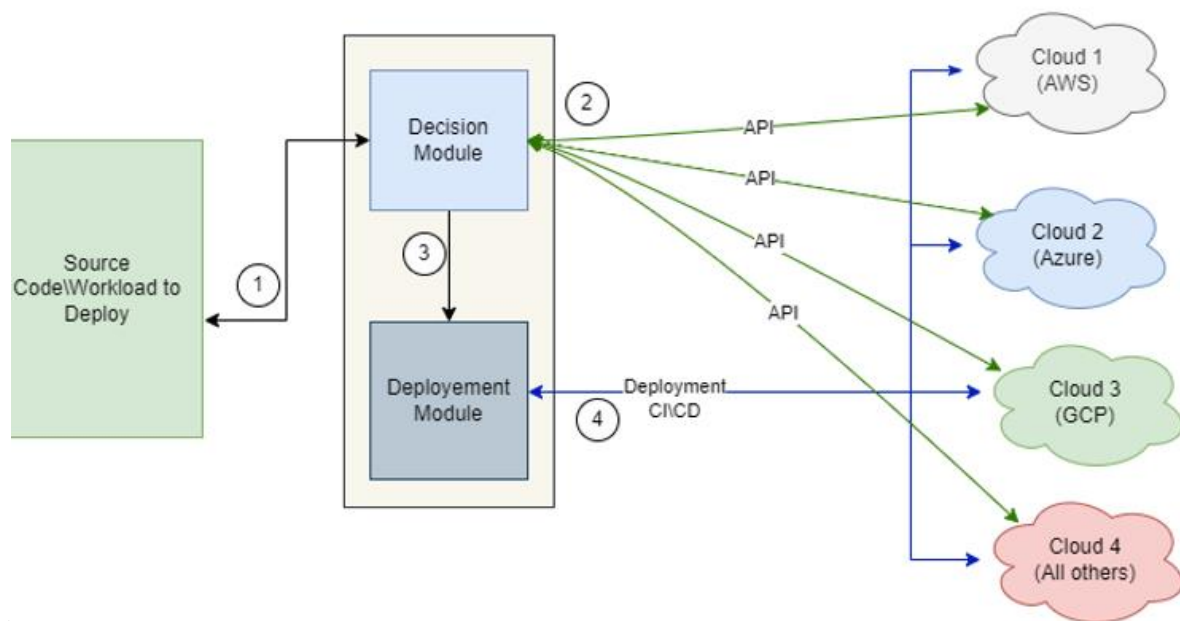 Source
Code\Workload to
Deploy
1
Decision
Module
2
3
Deployement
Module
4
API
API
API
API
Deployment
CI\CD
Cloud 1
(AWS)
Cloud 2
(Azure)
Cloud 3
(GCP)
Cloud 4
(All others)